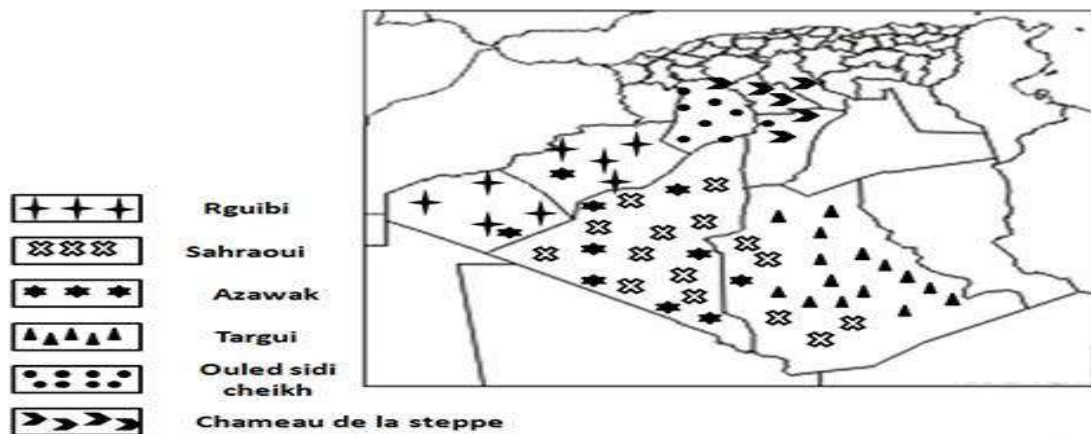 Rguibi
Sahraoui
Azawak
Targui
Ouled sidi
cheikh
Chameau de la steppe